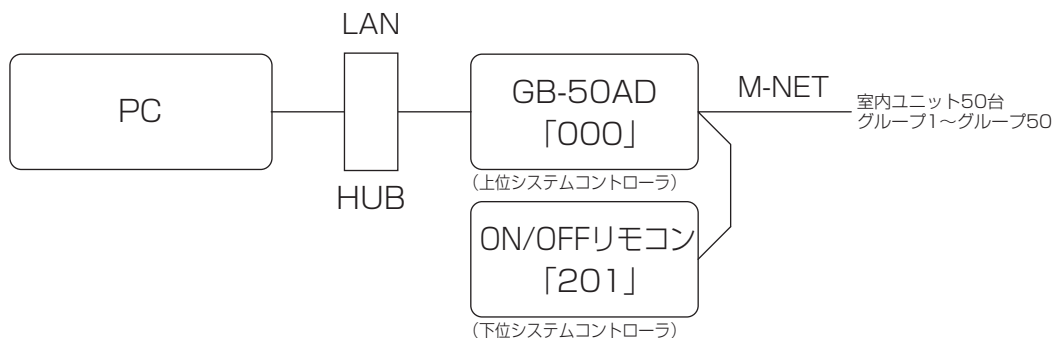 LAN
PC
HUB
GB-50AD
「000」
(上位システムコントローラ)
M-NET
室内ユニット50台
グループ1～グループ50
ON/OFFリモコン
「201」
(下位システムコントローラ)